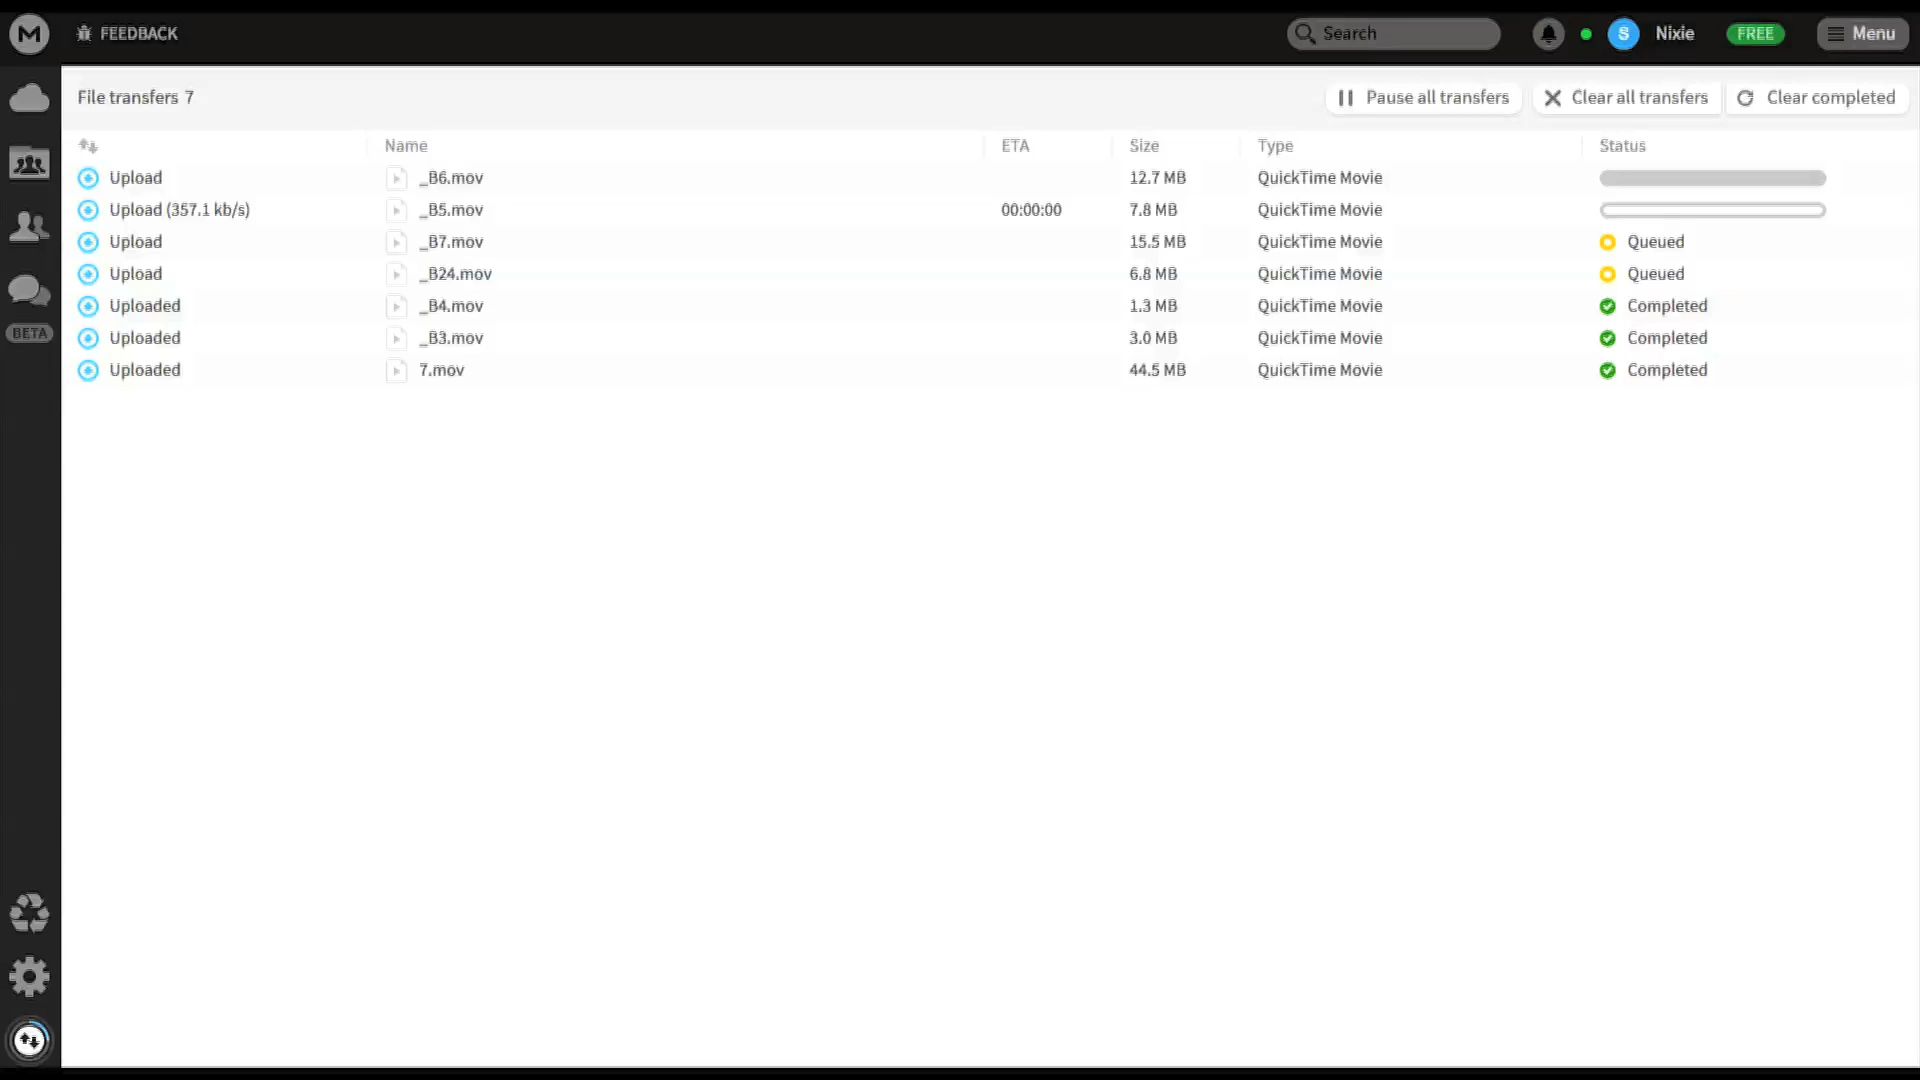 M FEEDBACK Search S Nixie FREE Menu
File transfers 7 Pause all transfers Clear all transfers Clear completed
Name ETA Size Type Status
Upload _B6.mov 12.7 MB QuickTime Movie
Upload (357.1 kb/s) _B5.mov 00:00:00 7.8 MB QuickTime Movie
Upload _B7.mov 15.5 MB QuickTime Movie Queued
Upload _B24.mov 6.8 MB QuickTime Movie Queued
Uploaded _B4.mov 1.3 MB QuickTime Movie Completed
BETA
Uploaded _B3.mov 3.0 MB QuickTime Movie Completed
Uploaded 7.mov 44.5 MB QuickTime Movie Completed